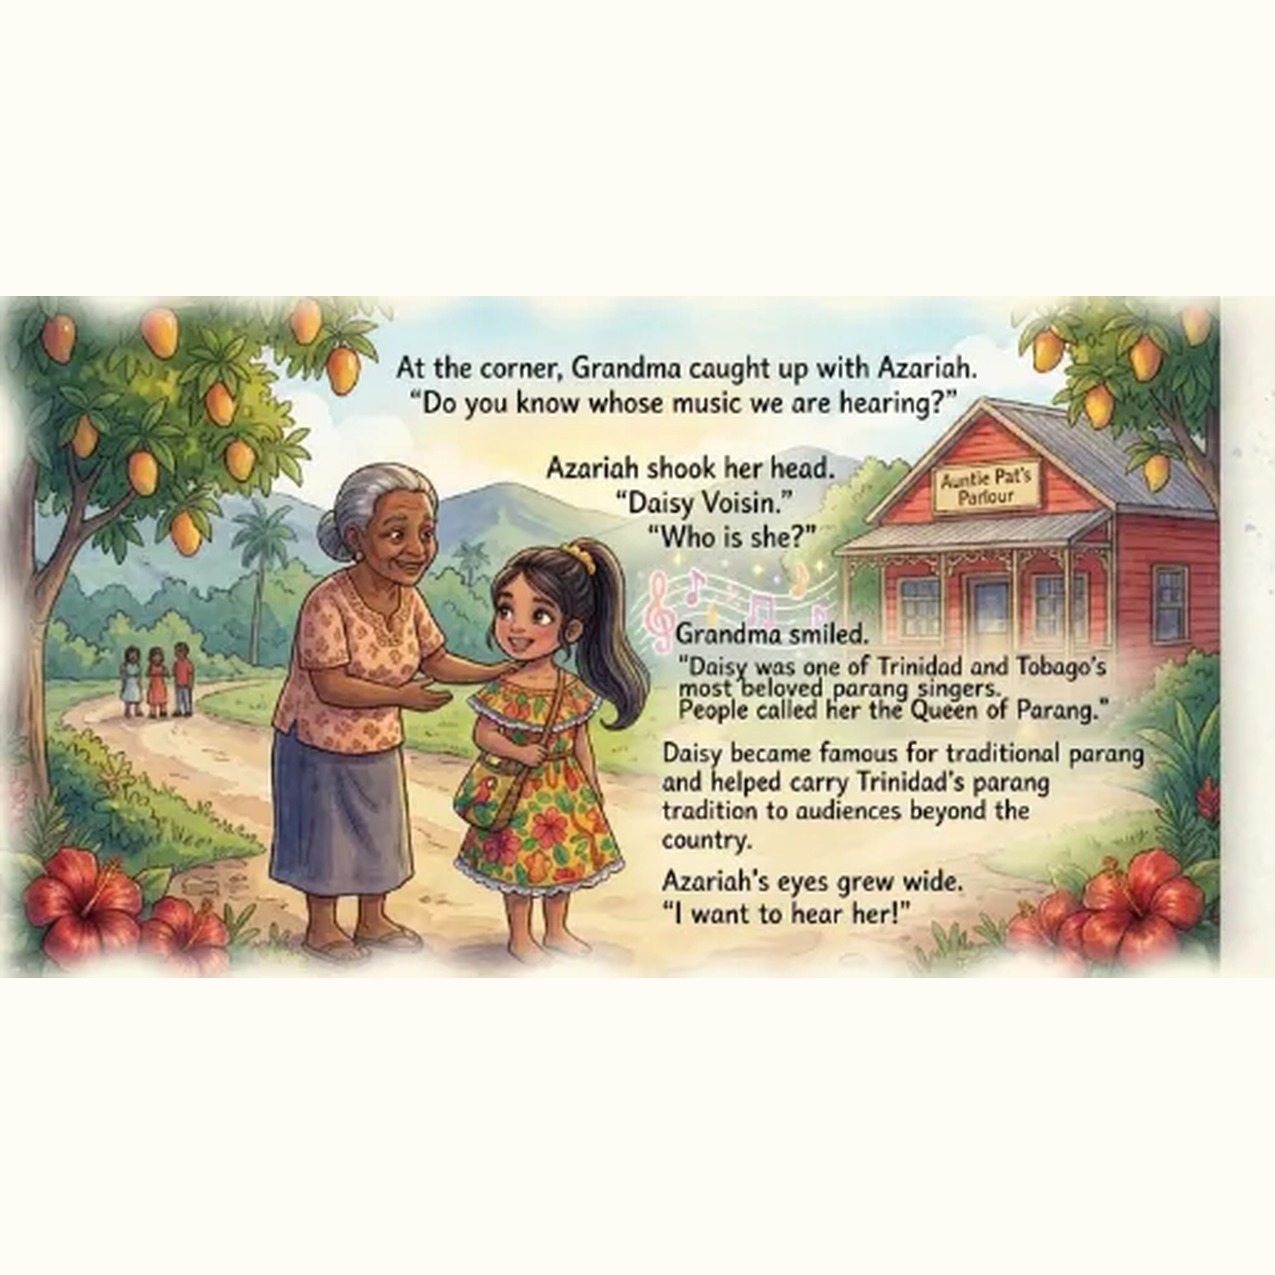 At the corner, Grandma caught up with Azariah.
“Do you know whose music we are hearing?”
Azariah shook her head.
“Daisy Voisin.”
“Who is she?”
Auntie Pat's
Parlour
Grandma smiled.
“Daisy was one of Trinidad and Tobago’s
most beloved parang singers.
People called her the Queen of Parang.”
Daisy became famous for traditional parang
and helped carry Trinidad’s parang
tradition to audiences beyond the
country.
Azariah’s eyes grew wide.
“I want to hear her!”